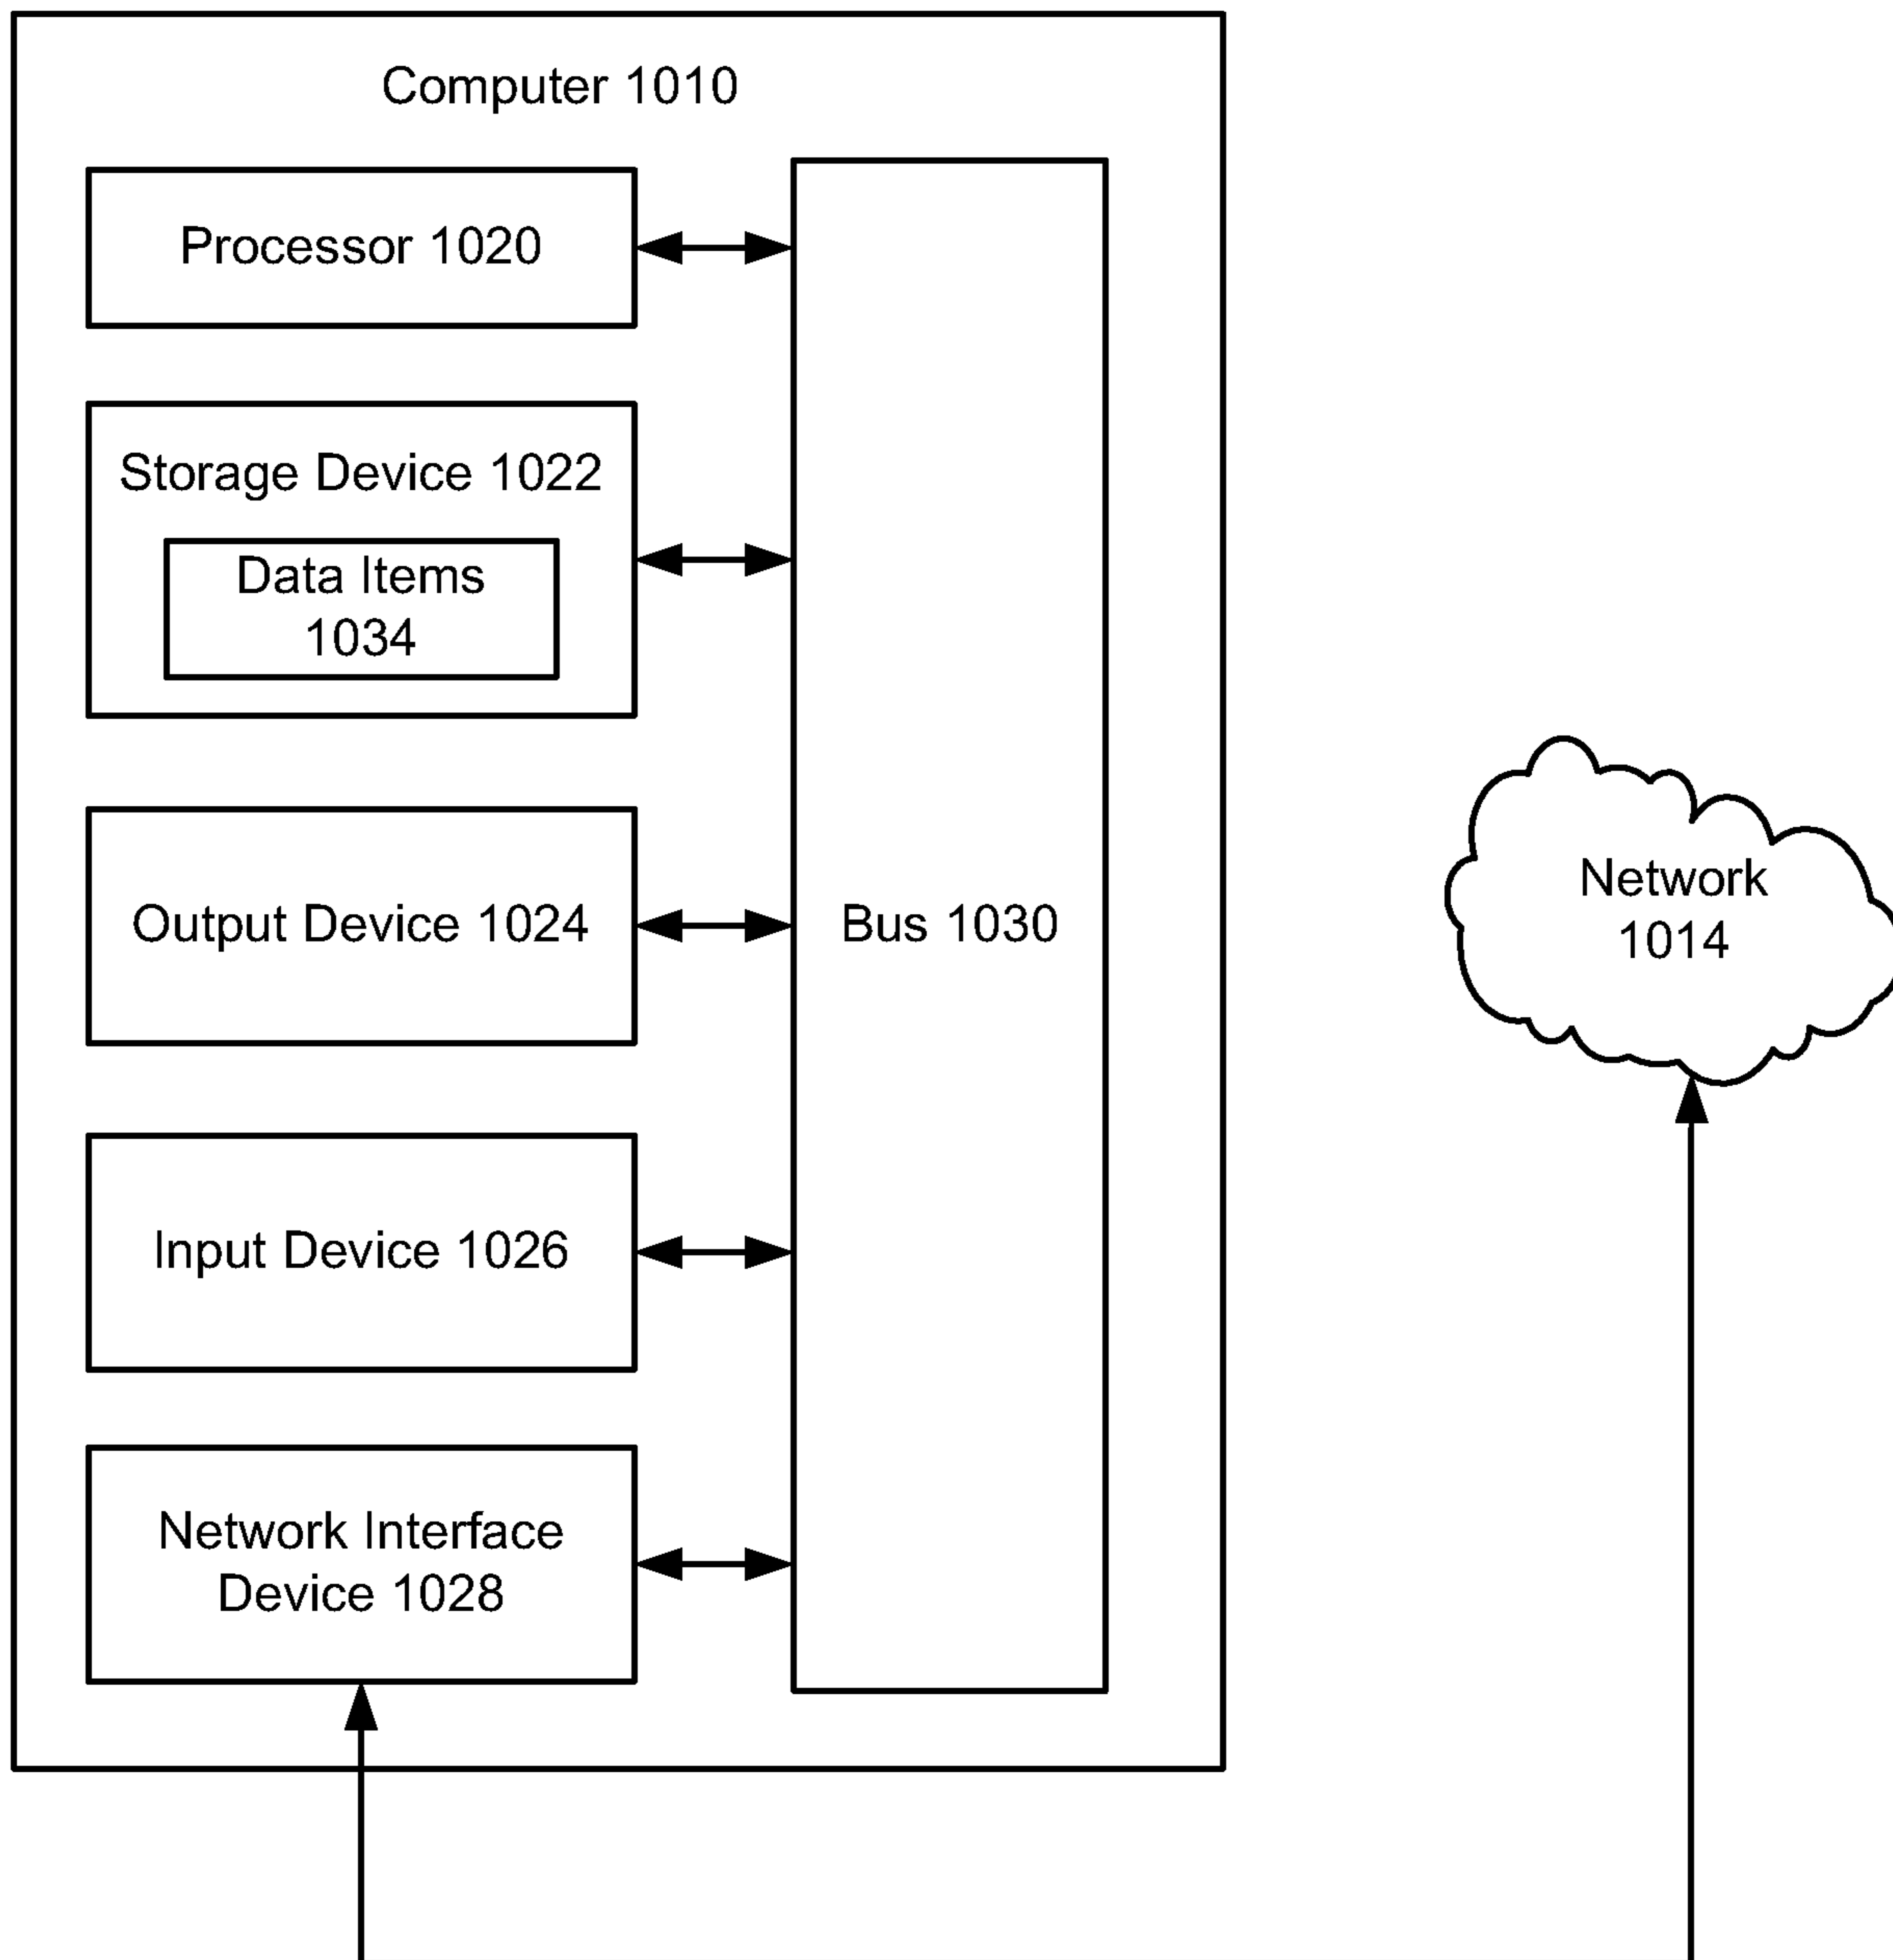 Computer 1010
Processor 1020
Storage Device 1022
Data Items
1034
Output Device 1024
Input Device 1026
Network Interface
Device 1028
Bus 1030
Network
1014